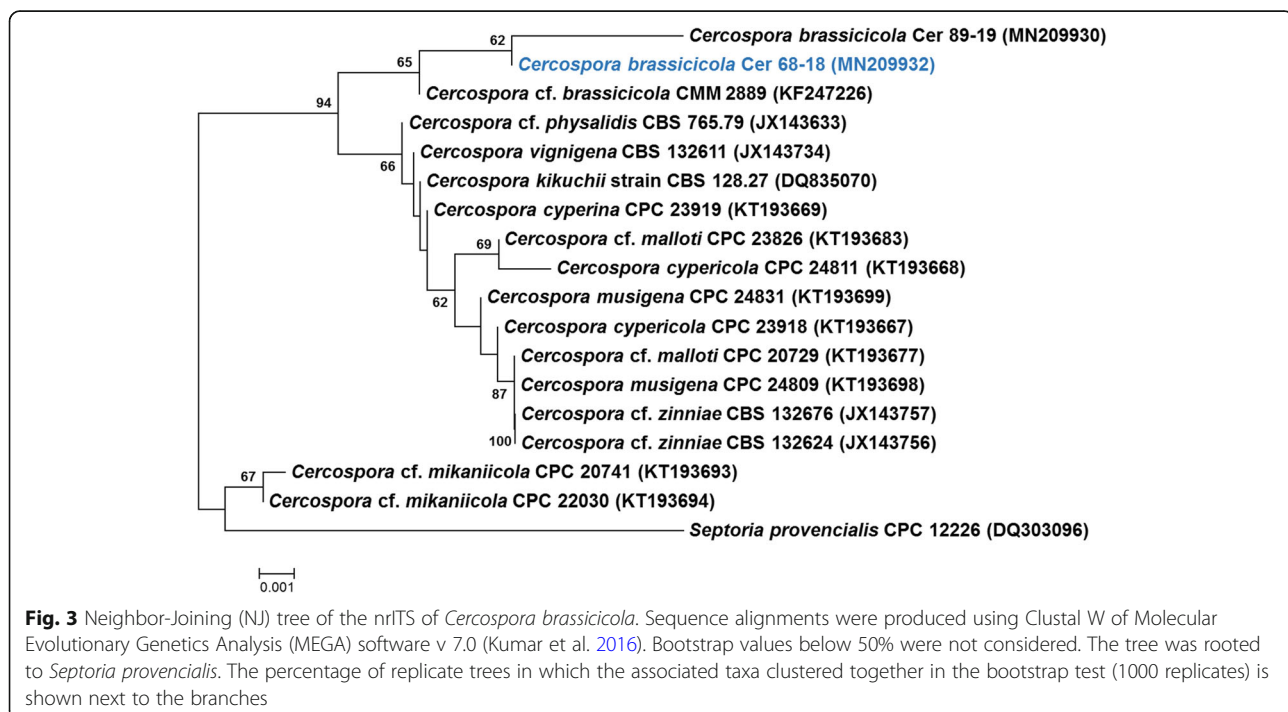 62
Cercospora brassicicola Cer 89-19 (MN209930)
Cercospora brassicicola Cer 68-18 (MN209932)
65
Cercospora cf. brassicicola CMM 2889 (KF247226)
94
Cercospora cf. physalidis CBS 765.79 (JX143633)
Cercospora vignigena CBS 132611 (JX143734)
66
Cercospora kikuchii strain CBS 128.27 (DQ835070)
Cercospora cyperina CPC 23919 (KT193669)
69
Cercospora cf. malloti CPC 23826 (KT193683)
Cercospora cypericola CPC 24811 (KT193668)
62
Cercospora musigena CPC 24831 (KT193699)
Cercospora cypericola CPC 23918 (KT193667)
Cercospora cf. malloti CPC 20729 (KT193677)
87
Cercospora musigena CPC 24809 (KT193698)
Cercospora cf. zinniae CBS 132676 (JX143757)
100
Cercospora cf. zinniae CBS 132624 (JX143756)
67
Cercospora cf. mikaniicola CPC 20741 (KT193693)
Cercospora cf. mikaniicola CPC 22030 (KT193694)
Septoria provencialis CPC 12226 (DQ303096)
0.001
Fig. 3 Neighbor-Joining (NJ) tree of the nrITS of Cercospora brassicicola. Sequence alignments were produced using Clustal W of Molecular
Evolutionary Genetics Analysis (MEGA) software v 7.0 (Kumar et al. 2016). Bootstrap values below 50% were not considered. The tree was rooted
to Septoria provencialis. The percentage of replicate trees in which the associated taxa clustered together in the bootstrap test (1000 replicates) is
shown next to the branches